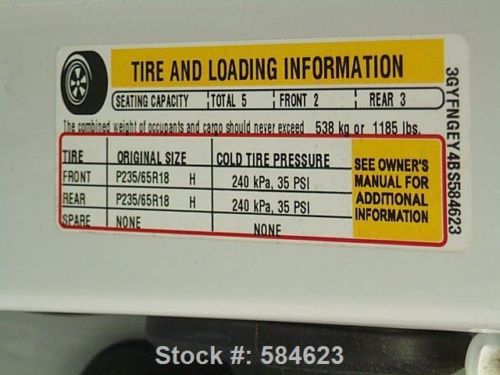 TIRE AND LOADING INFORMATION
SEATING CAPACITY TOTAL 5 FRONT 2 REAR 3
The combined weight of occupants and cargo should never exceed 538 kg or 1185 lbs.
TIRE ORIGINAL SIZE COLD TIRE PRESSURE
FRONT P235/65R18 H 240 kPa, 35 PSI
REAR P235/65R18 H 240 kPa, 35 PSI
SPARE NONE NONE
SEE OWNER'S
MANUAL FOR
ADDITIONAL
INFORMATION
3GYFNGEY4BS584623
Stock #: 584623